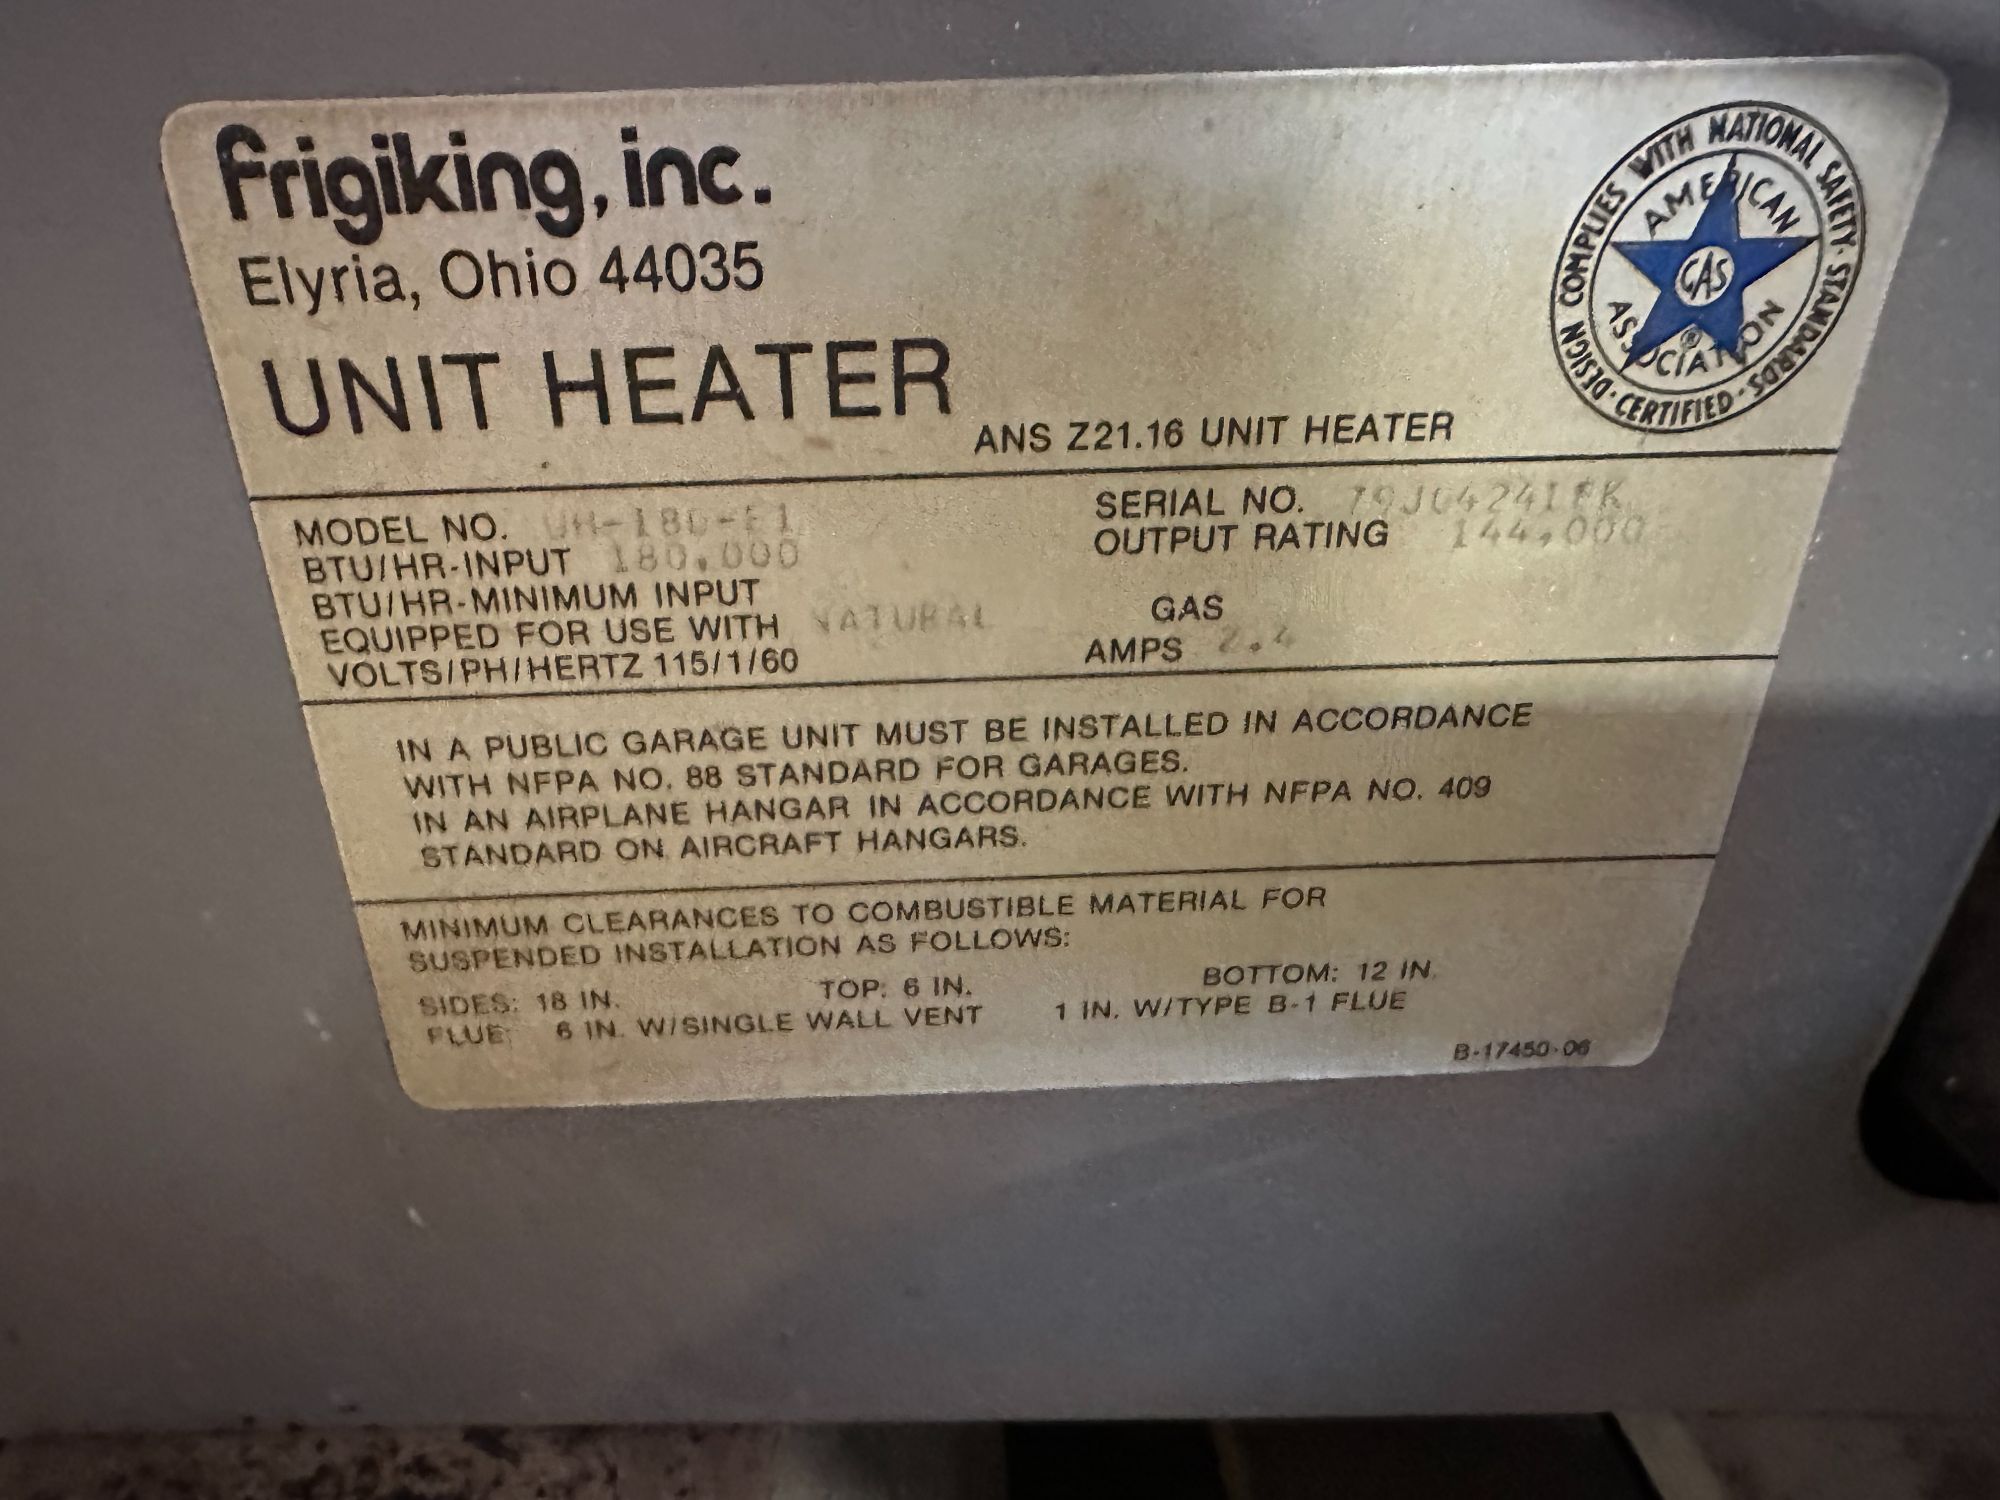 Frigiking, inc.
Elyria, Ohio 44035
UNIT HEATER
ANS Z21.16 UNIT HEATER
DESIGN COMPLIES WITH NATIONAL SAFETY STANDARDS
CERTIFIED
AMERICAN
GAS
ASSOCIATION
®
MODEL NO.
SERIAL NO.
BTU/HR-INPUT 180,000
OUTPUT RATING 144,000
BTU/HR-MINIMUM INPUT
EQUIPPED FOR USE WITH NATURAL GAS
VOLTS/PH/HERTZ 115/1/60 AMPS 2.4
IN A PUBLIC GARAGE UNIT MUST BE INSTALLED IN ACCORDANCE
WITH NFPA NO. 88 STANDARD FOR GARAGES.
IN AN AIRPLANE HANGAR IN ACCORDANCE WITH NFPA NO. 409
STANDARD ON AIRCRAFT HANGARS.
MINIMUM CLEARANCES TO COMBUSTIBLE MATERIAL FOR
SUSPENDED INSTALLATION AS FOLLOWS:
SIDES: 18 IN. TOP: 6 IN. BOTTOM: 12 IN.
FLUE: 6 IN. W/SINGLE WALL VENT 1 IN. W/TYPE B-1 FLUE
B-17450-06